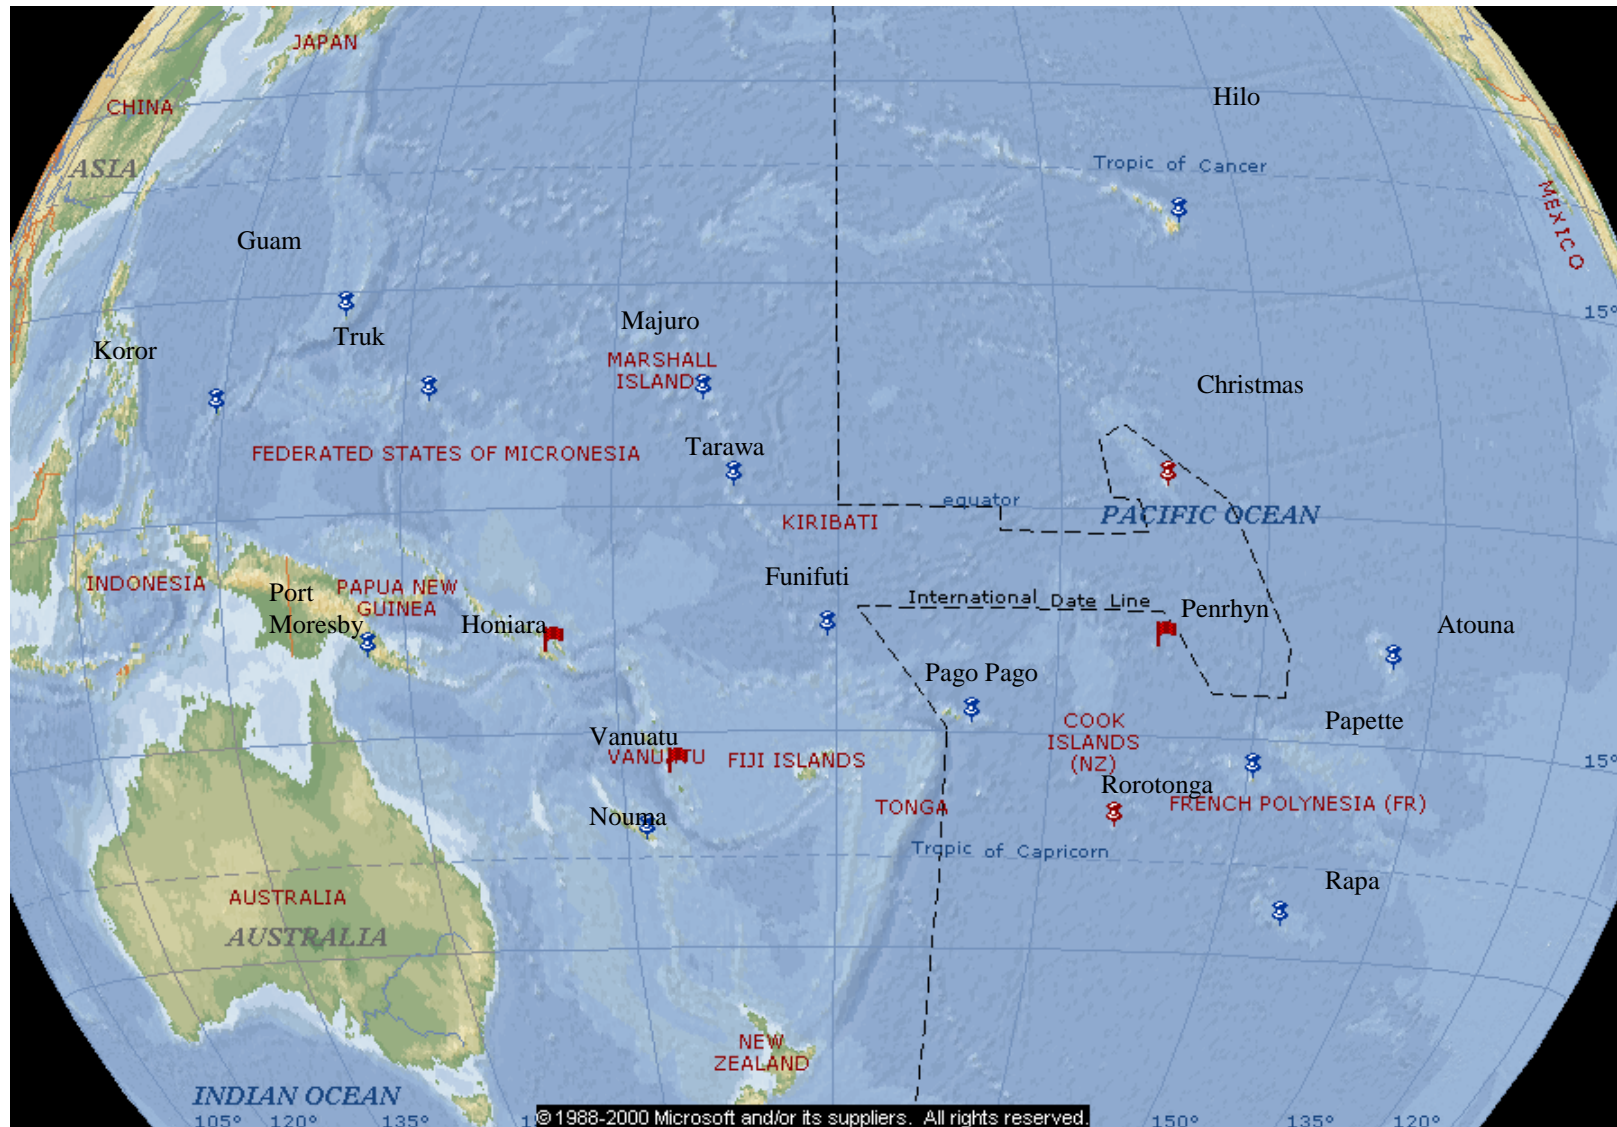 JAPAN
Hilo
CHINA
ASIA
Tropic of Cancer
MEXICO
Guam
15°
Majuro
Truk
Koror
MARSHALL
ISLANDS
Christmas
Tarawa
FEDERATED STATES OF MICRONESIA
equator
PACIFIC OCEAN
KIRIBATI
Funifuti
INDONESIA
PAPUA NEW
GUINEA
Port
Moresby
Honiara
International Date Line
Penrhyn
Atouna
Pago Pago
COOK
ISLANDS
(NZ)
Papette
Vanuatu
VANUATU
FIJI ISLANDS
15°
Rorotonga
FRENCH POLYNESIA (FR)
TONGA
Nouma
Tropic of Capricorn
Rapa
AUSTRALIA
AUSTRALIA
NEW
ZEALAND
INDIAN OCEAN
105° 120° 135° © 1988-2000 Microsoft and/or its suppliers. All rights reserved. 150° 135° 120°